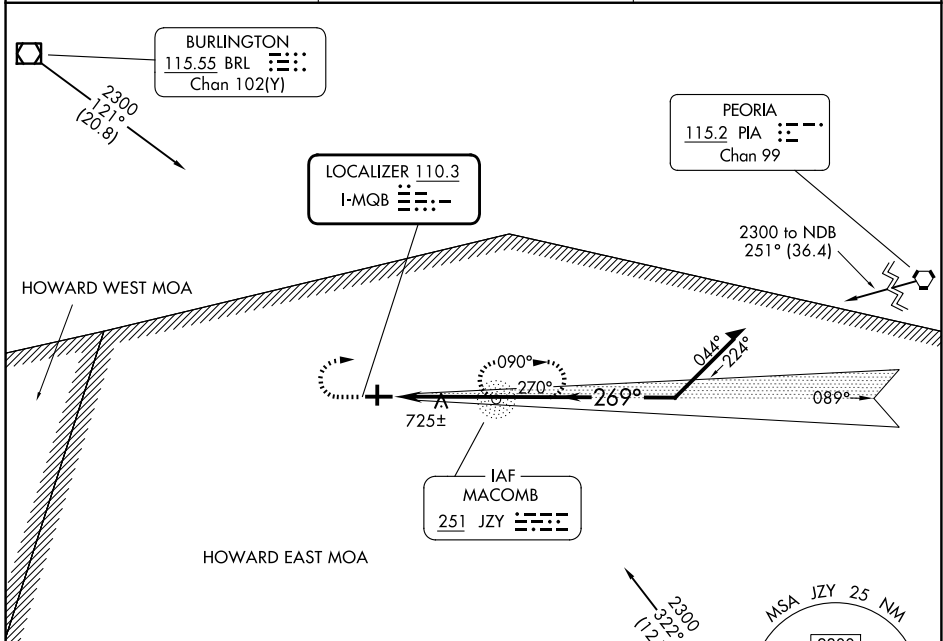 BURLINGTON
115.55 BRL
Chan 102(Y)
2300
121°
(20.8)
PEORIA
115.2 PIA
Chan 99
LOCALIZER 110.3
I-MQB
2300 to NDB
251° (36.4)
HOWARD WEST MOA
044°
224°
090°
270°
269°
089°
725±
IAF
MACOMB
251 JZY
HOWARD EAST MOA
2300
322°
MSA JZY 25 NM